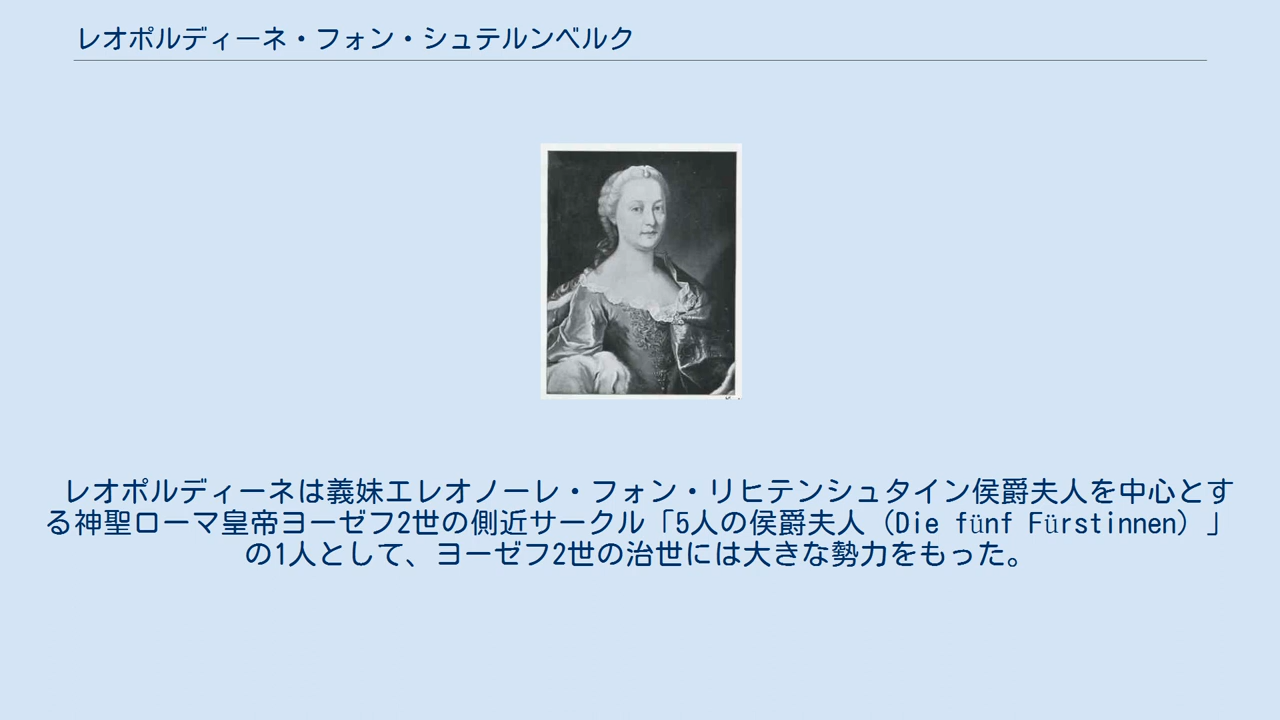 レオポルディーネ・フォン・シュテルンベルク
レオポルディーネは義妹エレオノーレ・フォン・リヒテンシュタイン侯爵夫人を中心とす
る神聖ローマ皇帝ヨーゼフ2世の側近サークル「5人の侯爵夫人（Die fünf Fürstinnen）」
の1人として、ヨーゼフ2世の治世には大きな勢力をもった。